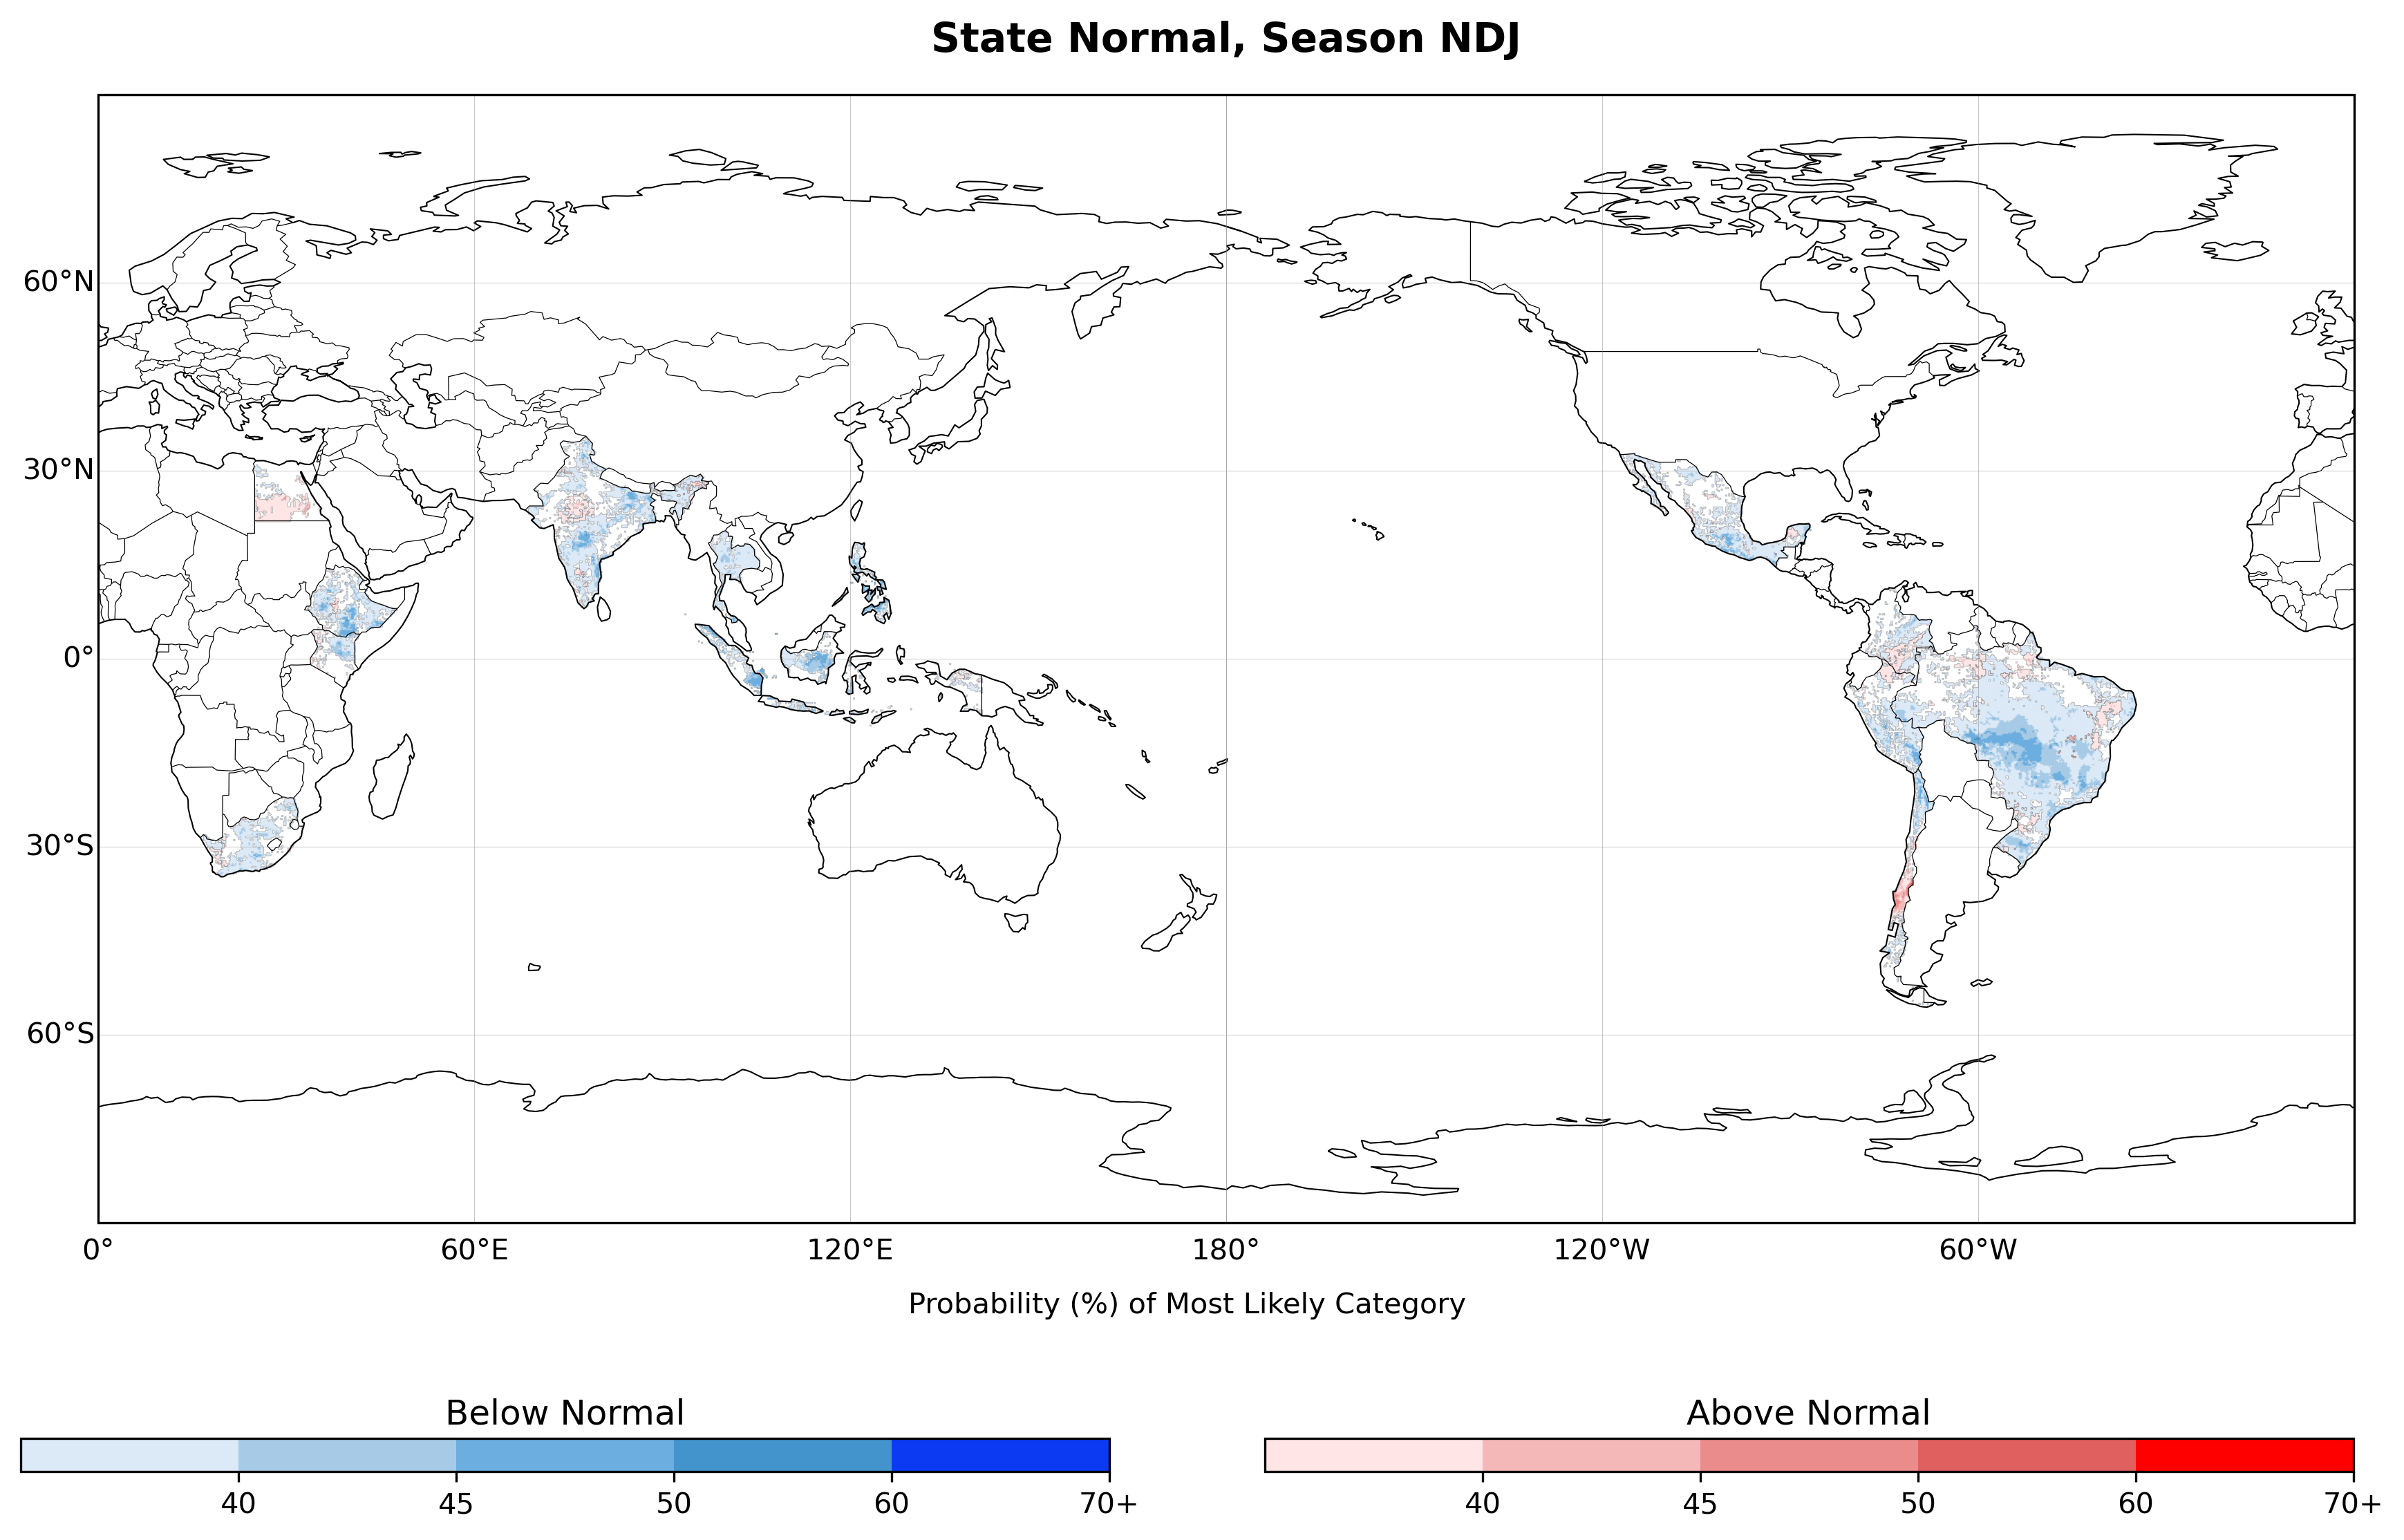 State Normal, Season NDJ
60°N
30°N
0°
30°S
60°S
0° 60°E 120°E 180° 120°W 60°W
Probability (%) of Most Likely Category
Below Normal Above Normal
40 45 50 60 70+ 40 45 50 60 70+